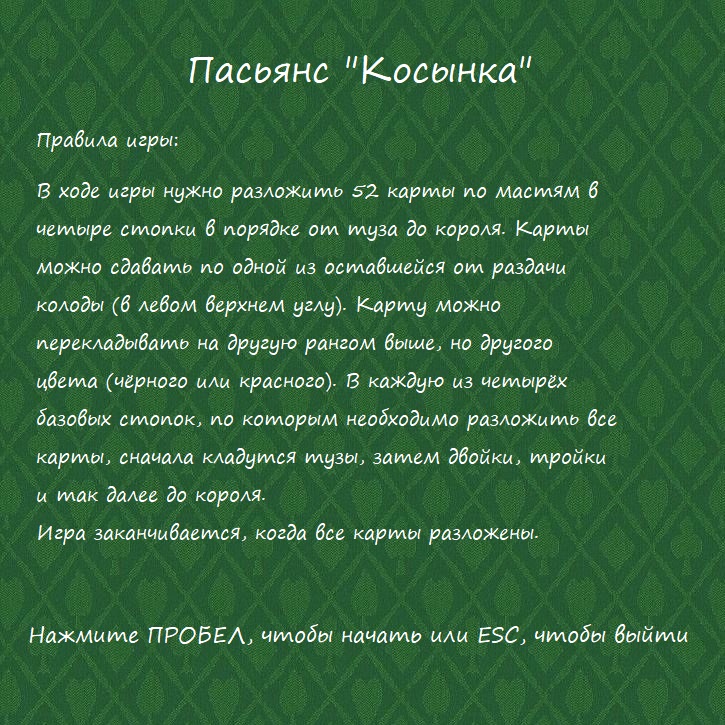 Пасьянс "Косынка"
Правила игры:
В ходе игры нужно разложить 52 карты по мастям в
четыре стопки в порядке от туза до короля. Карты
можно сдавать по одной из оставшейся от раздачи
колоды (в левом верхнем углу). Карту можно
перекладывать на другую рангом выше, но другого
цвета (чёрного или красного). В каждую из четырёх
базовых стопок, по которым необходимо разложить все
карты, сначала кладутся тузы, затем двойки, тройки
и так далее до короля.
Игра заканчивается, когда все карты разложены.
Нажмите ПРОБЕЛ, чтобы начать или ESC, чтобы выйти